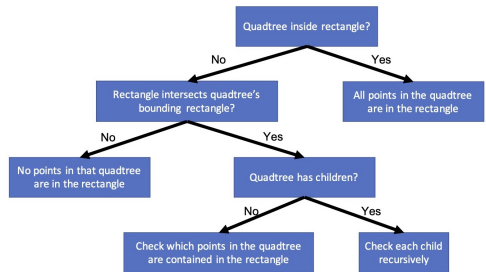 Quadtree inside rectangle?
No
Yes
Rectangle intersects quadtree's
bounding rectangle?
All points in the quadtree
are in the rectangle
No
Yes
No points in that quadtree
are in the rectangle
Quadtree has children?
No
Yes
Check which points in the quadtree
are contained in the rectangle
Check each child
recursively